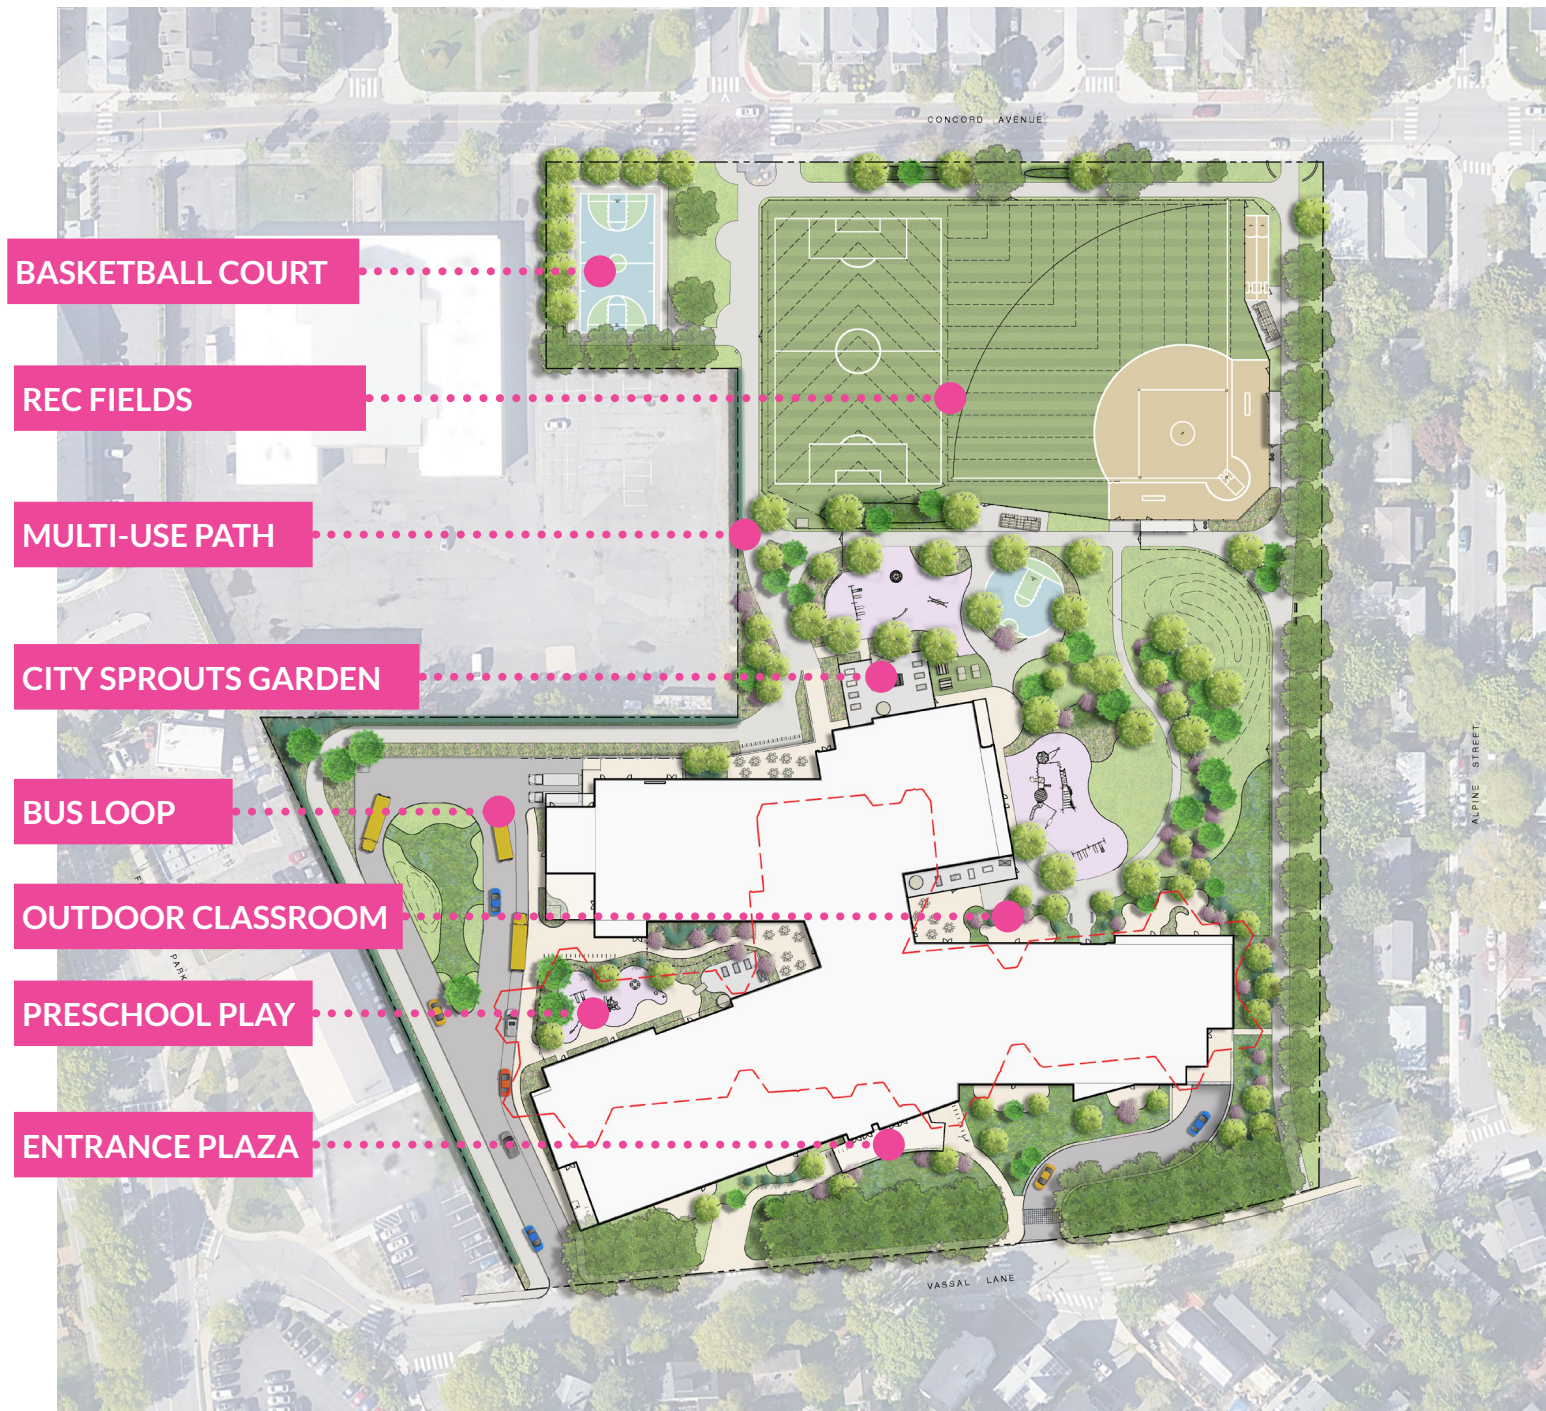 CONCORD AVENUE
BASKETBALL COURT
REC FIELDS
MULTI-USE PATH
CITY SPROUTS GARDEN
ALPINE STREET
BUS LOOP
OUTDOOR CLASSROOM
PARK
PRESCHOOL PLAY
ENTRANCE PLAZA
VASSAL LANE